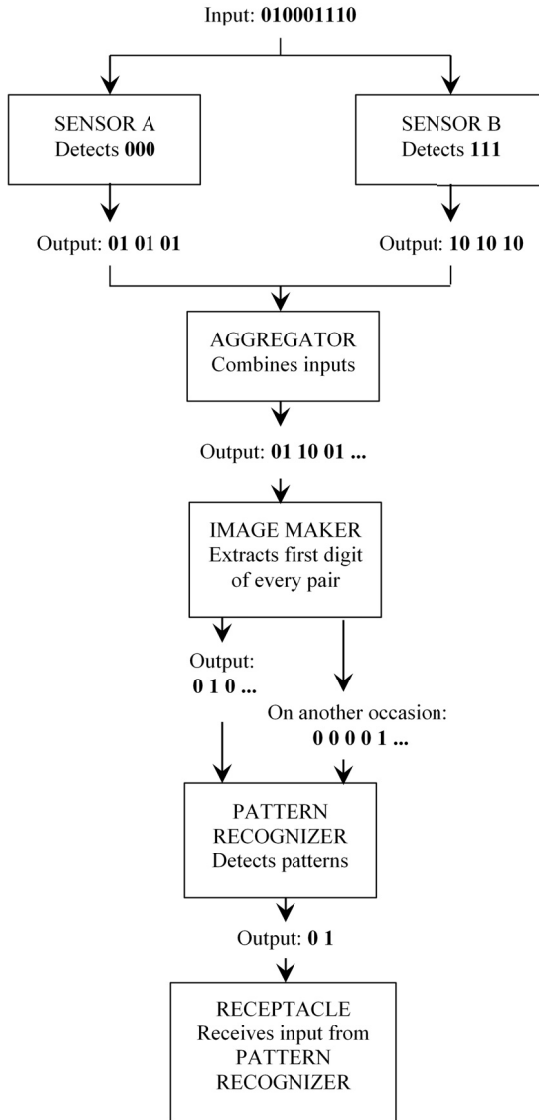 Input: 010001110
SENSOR A
Detects 000
SENSOR B
Detects 111
Output: 01 01 01
Output: 10 10 10
AGGREGATOR
Combines inputs
Output: 01 10 01 ...
IMAGE MAKER
Extracts first digit
of every pair
Output:
0 1 0 ...
On another occasion:
0 0 0 0 1 ...
PATTERN
RECOGNIZER
Detects patterns
Output: 0 1
RECEPTACLE
Receives input from
PATTERN
RECOGNIZER